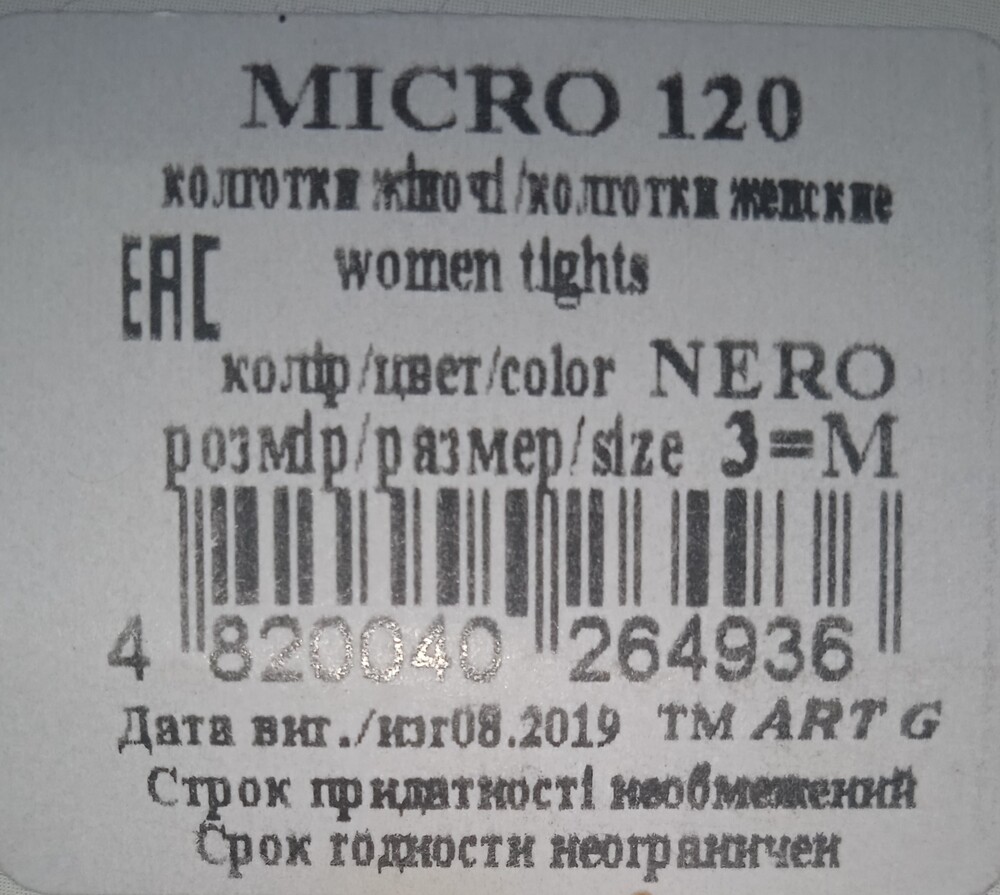 MICRO 120
колготки жіночі/колготки женские
EAC women tights
колір/цвет/color NERO
розмір/размер/size 3=M
4 820040 264936
Дата виг./изг08.2019 TM ART G
Строк придатності необмежений
Срок годности неограничен